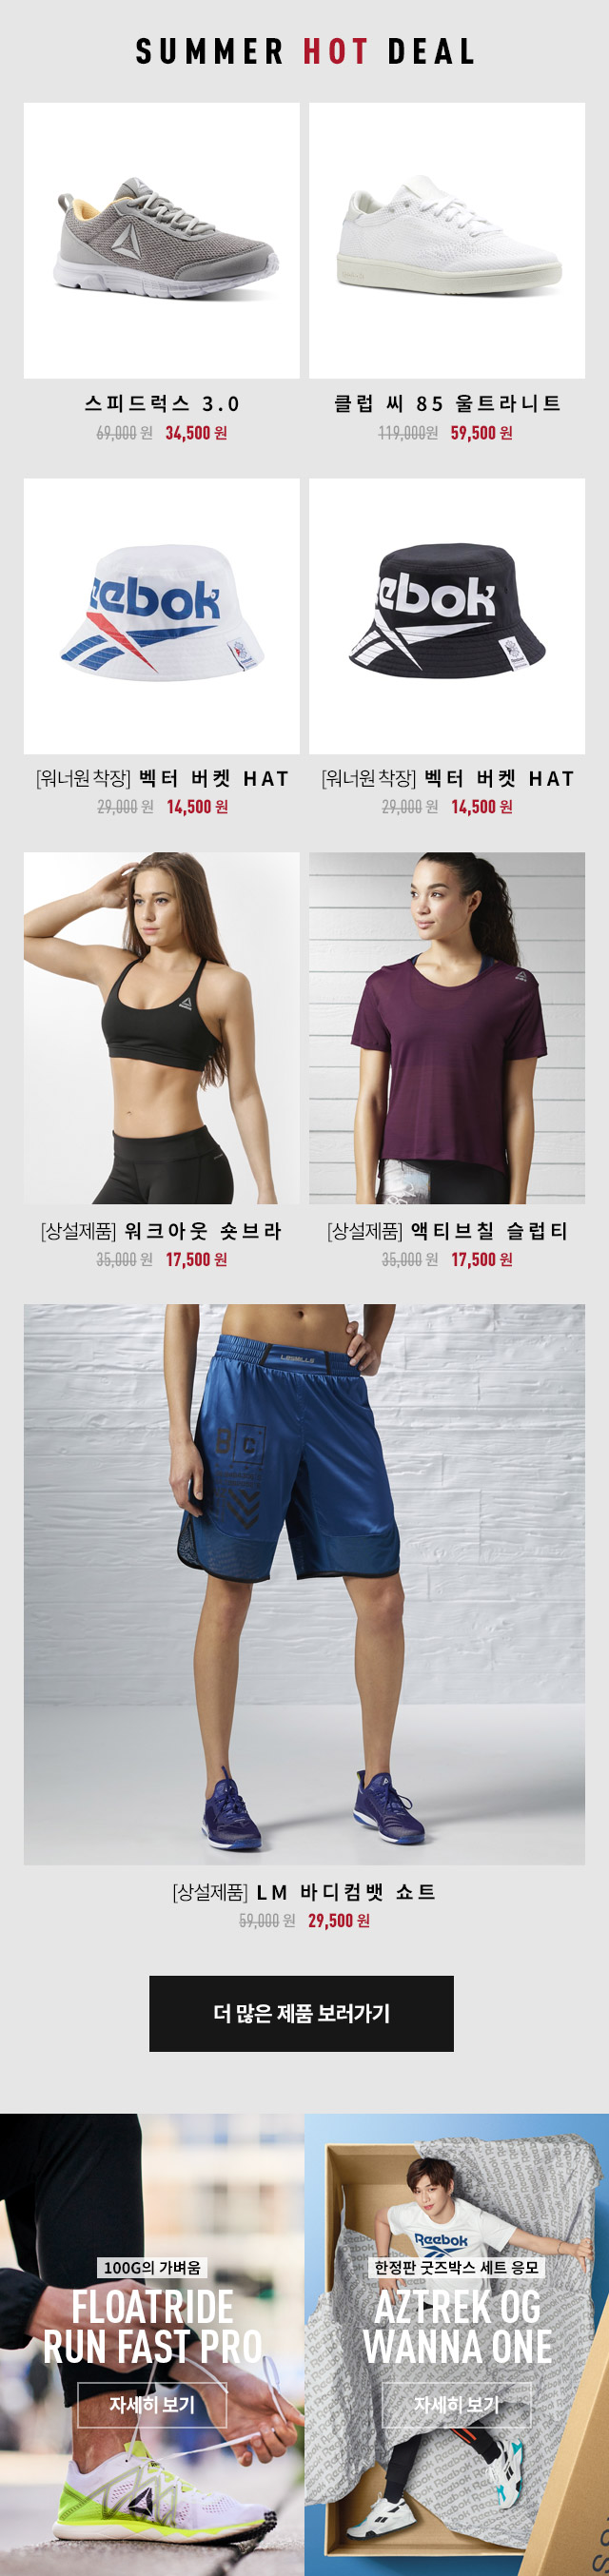 SUMMER HOT DEAL
스피드럭스 3.0
69,000 원 34,500 원
클럽 씨 85 울트라니트
119,000원 59,500 원
Reebok
eebok
ebok
[워너원 착장] 벡터 버켓 HAT
29,000 원 14,500 원
[워너원 착장] 벡터 버켓 HAT
29,000 원 14,500 원
[상설제품] 워크아웃 숏브라
35,000 원 17,500 원
[상설제품] 액티브칠 슬럽티
35,000 원 17,500 원
LESMILLS
C
[상설제품] LM 바디컴뱃 쇼트
59,000 원 29,500 원
더 많은 제품 보러가기
100G의 가벼움
FLOATRIDE
RUN FAST PRO
자세히 보기
Reebok
한정판 굿즈박스 세트 응모
AZTREK OG
WANNA ONE
자세히 보기